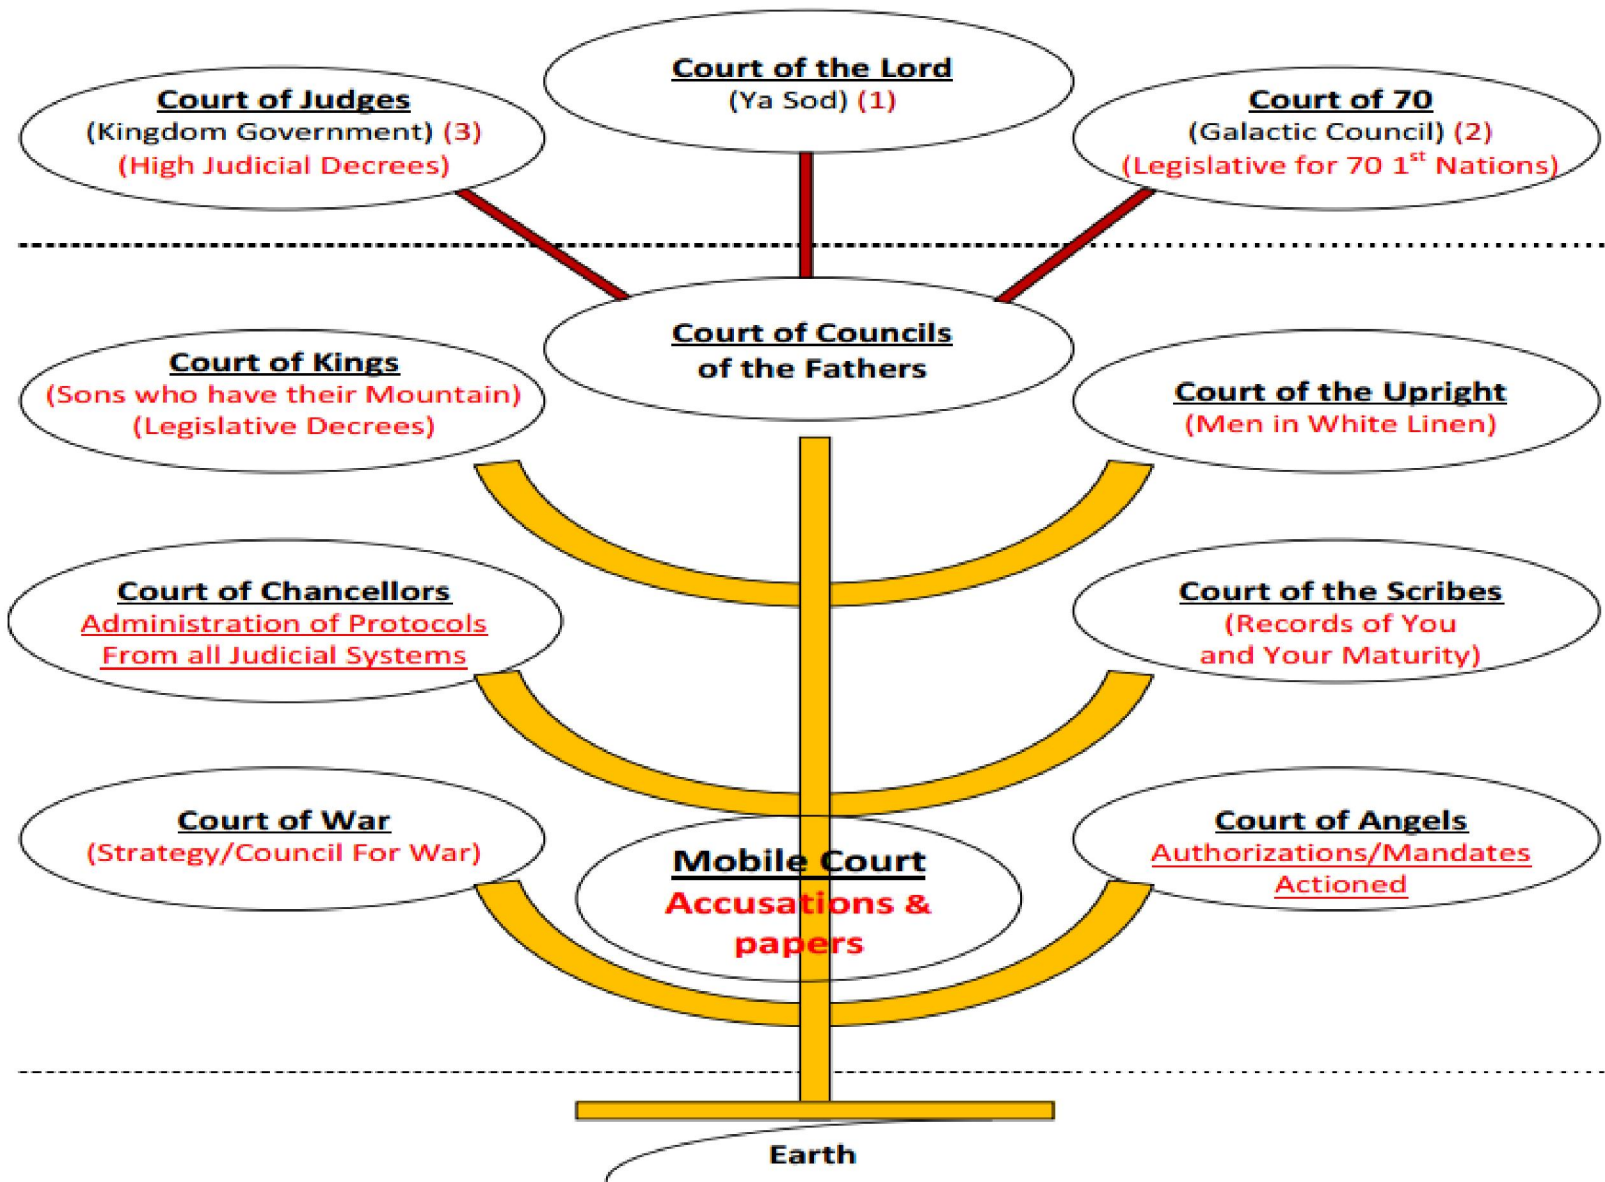 Court of the Lord
(Ya Sod) (1)
Court of Judges
(Kingdom Government) (3)
(High Judicial Decrees)
Court of 70
(Galactic Council) (2)
(Legislative for 70 1st Nations)
Court of Councils
of the Fathers
Court of Kings
(Sons who have their Mountain)
(Legislative Decrees)
Court of the Upright
(Men in White Linen)
Court of Chancellors
Administration of Protocols
From all Judicial Systems
Court of the Scribes
(Records of You
and Your Maturity)
Court of War
(Strategy/Council For War)
Mobile Court
Accusations &
papers
Court of Angels
Authorizations/Mandates
Actioned
Earth